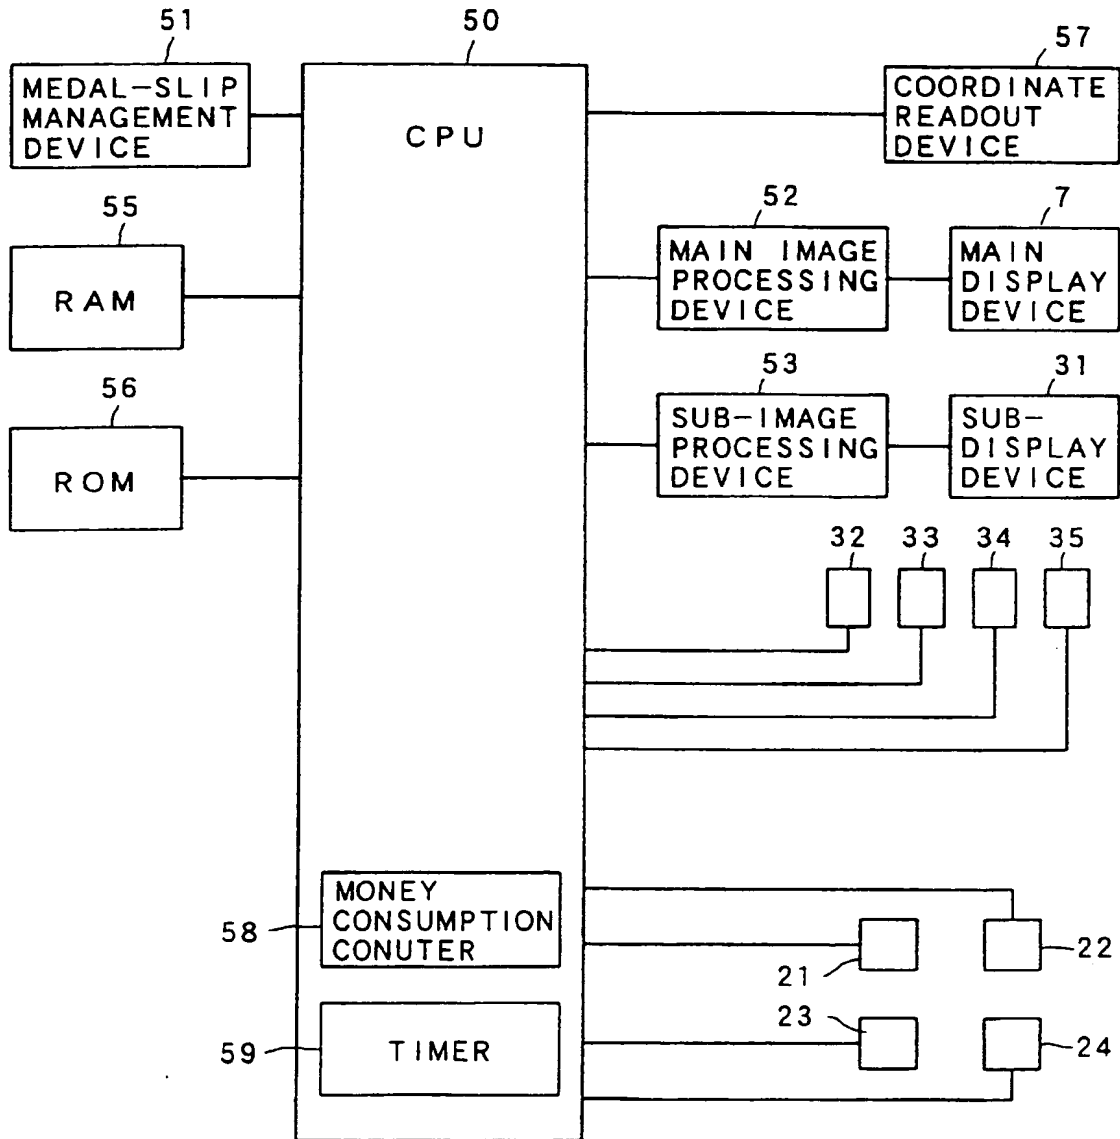 51
50
57
MEDAL-SLIP
MANAGEMENT
DEVICE
CPU
COORDINATE
READOUT
DEVICE
55
RAM
52
MAIN IMAGE
PROCESSING
DEVICE
7
MAIN
DISPLAY
DEVICE
56
ROM
53
SUB-IMAGE
PROCESSING
DEVICE
31
SUB-
DISPLAY
DEVICE
32
33
34
35
58
MONEY
CONSUMPTION
CONUTER
21
22
59
TIMER
23
24